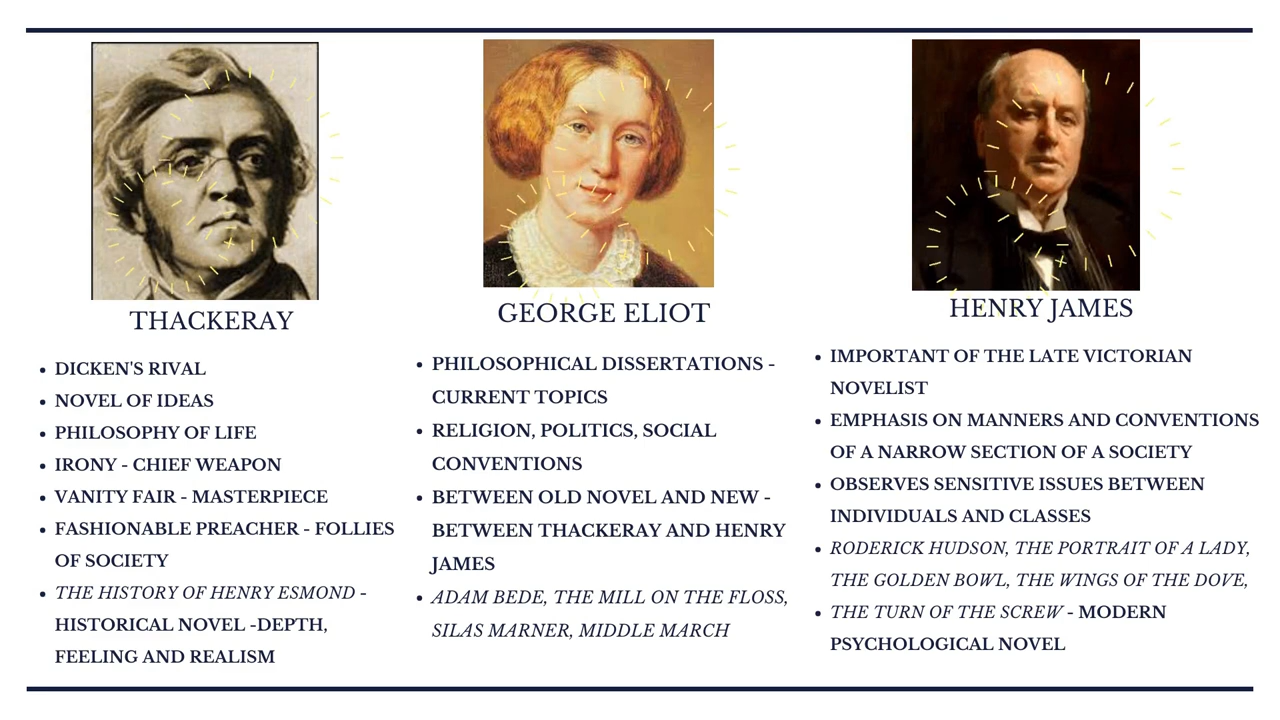 THACKERAY
• DICKEN'S RIVAL
• NOVEL OF IDEAS
• PHILOSOPHY OF LIFE
• IRONY - CHIEF WEAPON
• VANITY FAIR - MASTERPIECE
• FASHIONABLE PREACHER - FOLLIES
OF SOCIETY
• THE HISTORY OF HENRY ESMOND -
HISTORICAL NOVEL -DEPTH,
FEELING AND REALISM
GEORGE ELIOT
• PHILOSOPHICAL DISSERTATIONS -
CURRENT TOPICS
• RELIGION, POLITICS, SOCIAL
CONVENTIONS
• BETWEEN OLD NOVEL AND NEW -
BETWEEN THACKERAY AND HENRY
JAMES
• ADAM BEDE, THE MILL ON THE FLOSS,
SILAS MARNER, MIDDLE MARCH
HENRY JAMES
• IMPORTANT OF THE LATE VICTORIAN
NOVELIST
• EMPHASIS ON MANNERS AND CONVENTIONS
OF A NARROW SECTION OF A SOCIETY
• OBSERVES SENSITIVE ISSUES BETWEEN
INDIVIDUALS AND CLASSES
• RODERICK HUDSON, THE PORTRAIT OF A LADY,
THE GOLDEN BOWL, THE WINGS OF THE DOVE,
• THE TURN OF THE SCREW - MODERN
PSYCHOLOGICAL NOVEL